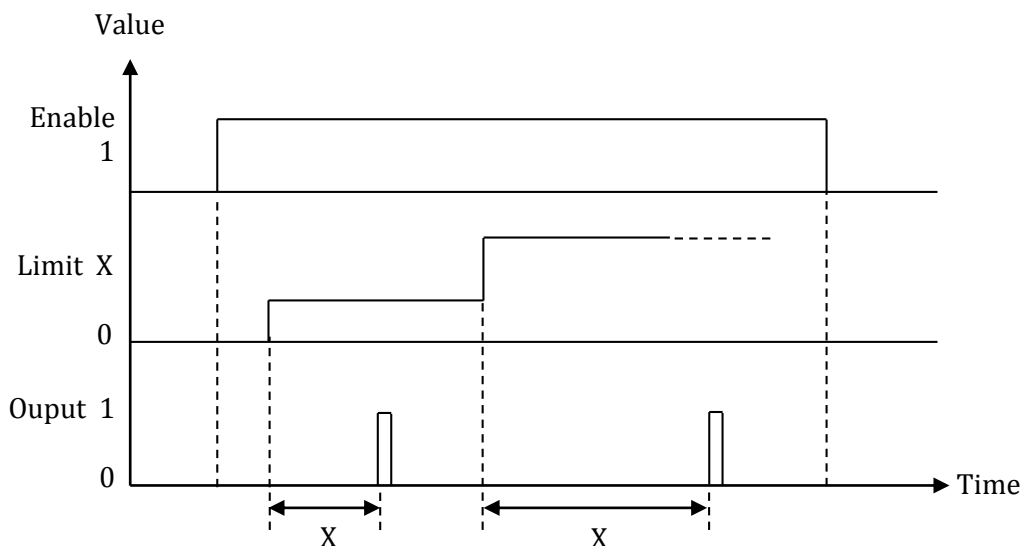 Value
Enable
1
Limit X
0
Ouput 1
0
Time
X
X